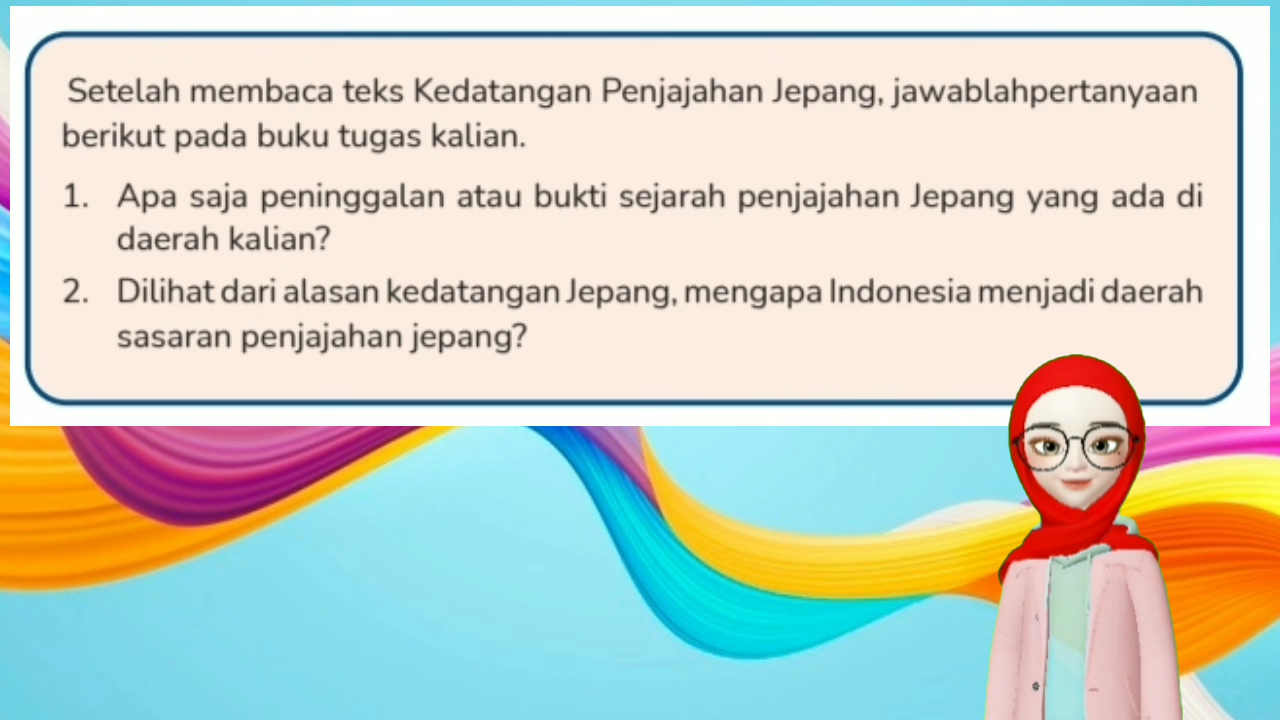 Setelah membaca teks Kedatangan Penjajahan Jepang, jawablahpertanyaan
berikut pada buku tugas kalian.
1. Apa saja peninggalan atau bukti sejarah penjajahan Jepang yang ada di
daerah kalian?
2. Dilihat dari alasan kedatangan Jepang, mengapa Indonesia menjadi daerah
sasaran penjajahan jepang?